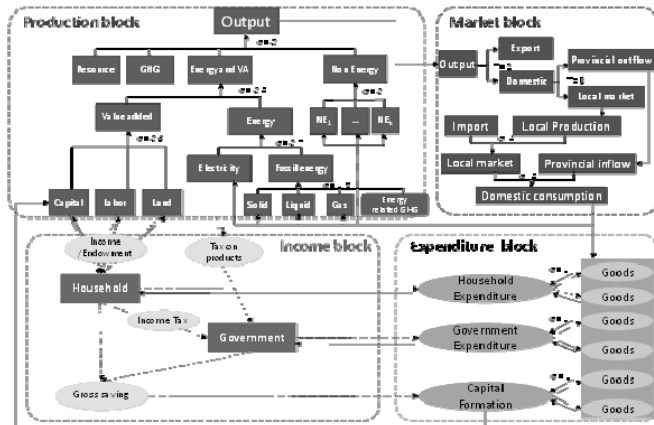 Production block
Output
Resource
GHG
Energy and VA
Non Energy
Value added
Energy
NE1
...
NEn
Electricity
Fossil energy
Capital
Labor
Land
Solid
Liquid
Gas
Energy
related GHG
Market block
Output
Export
Domestic
Provincial outflow
Local market
Import
Local Production
Local market
Provincial inflow
Domestic consumption
Income block
Income
/Endowment
Tax on
products
Household
Income Tax
Government
Gross saving
Expenditure block
Household
Expenditure
Government
Expenditure
Capital
Formation
Goods
Goods
Goods
Goods
Goods
Goods